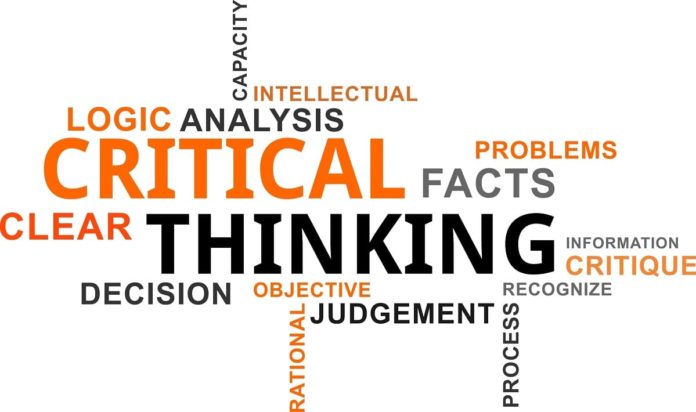 CAPACITY
INTELLECTUAL
LOGIC
ANALYSIS
PROBLEMS
CRITICAL
FACTS
CLEAR
THINKING
INFORMATION
CRITIQUE
DECISION
OBJECTIVE
RECOGNIZE
RATIONAL
JUDGEMENT
PROCESS